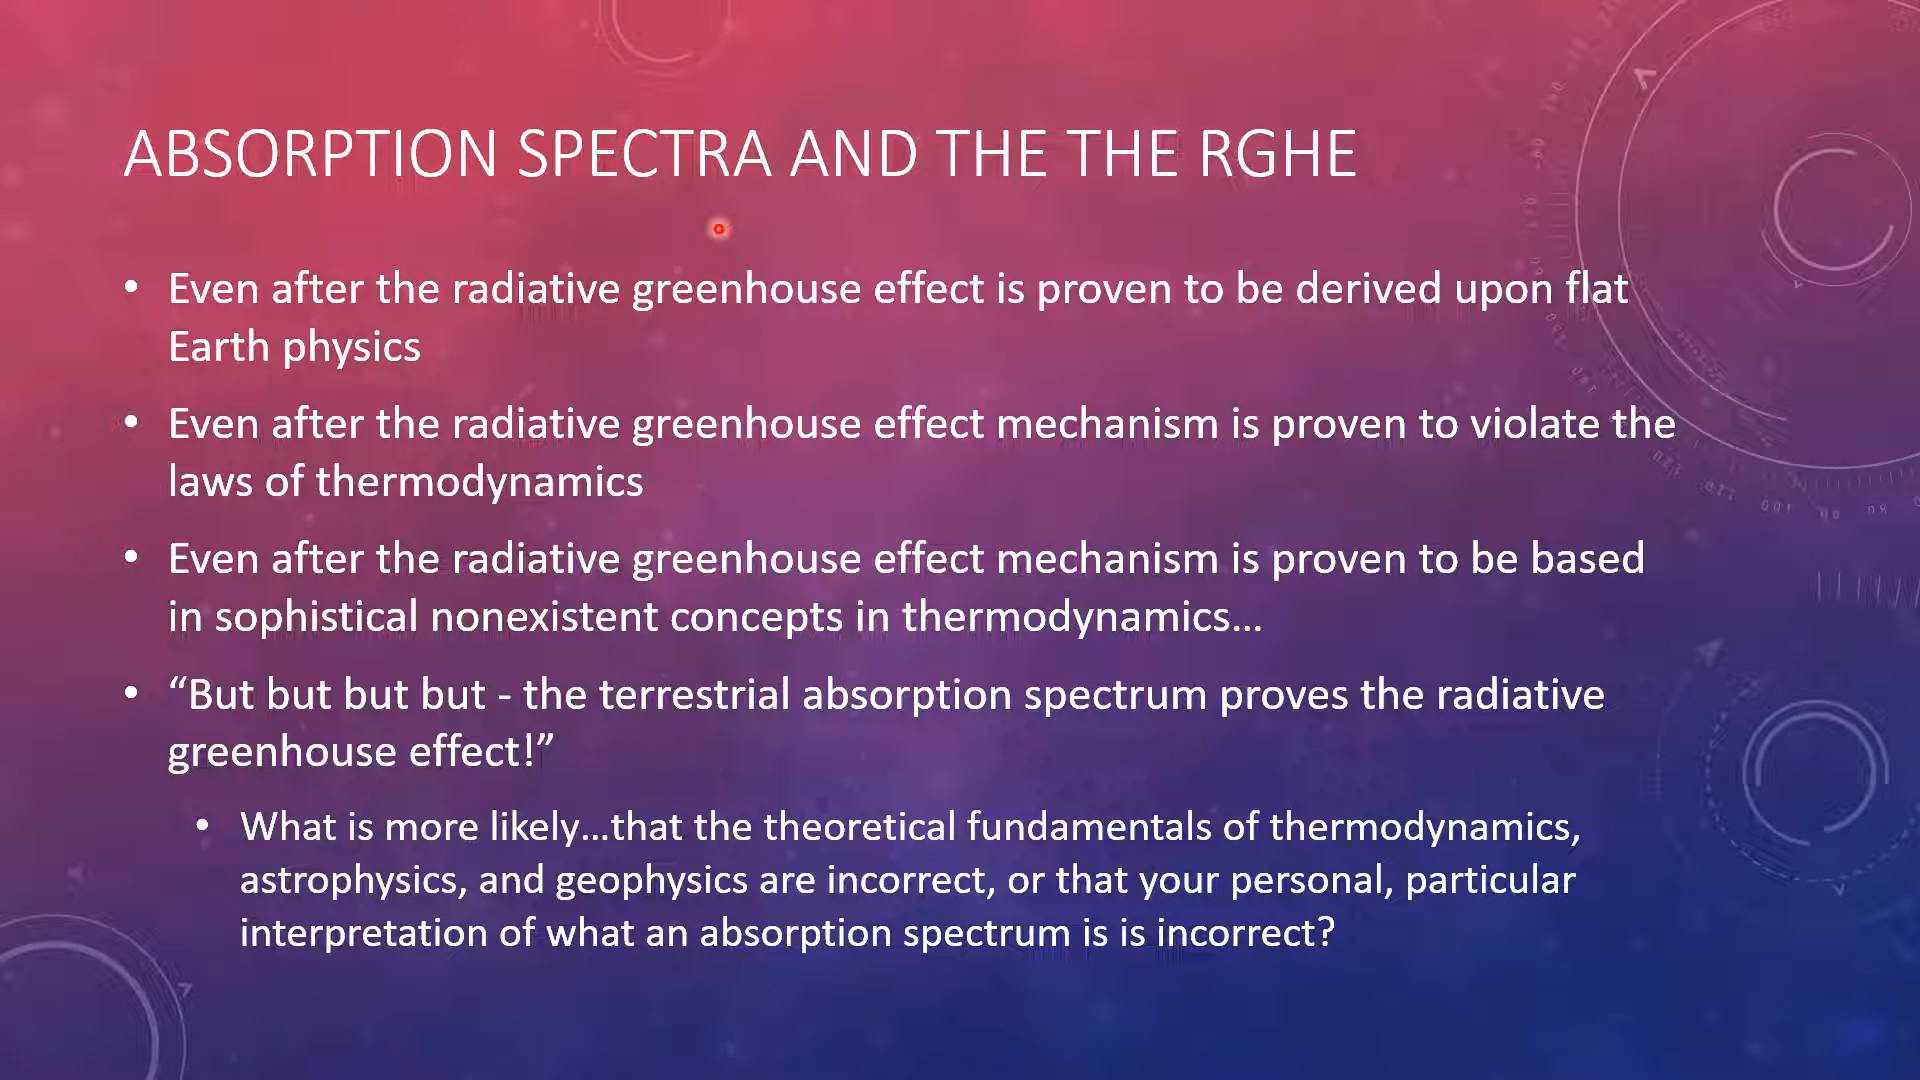 ABSORPTION SPECTRA AND THE THE RGHE
• Even after the radiative greenhouse effect is proven to be derived upon flat
Earth physics
• Even after the radiative greenhouse effect mechanism is proven to violate the
laws of thermodynamics
• Even after the radiative greenhouse effect mechanism is proven to be based
in sophistical nonexistent concepts in thermodynamics...
• “But but but but - the terrestrial absorption spectrum proves the radiative
greenhouse effect!”
• What is more likely...that the theoretical fundamentals of thermodynamics,
astrophysics, and geophysics are incorrect, or that your personal, particular
interpretation of what an absorption spectrum is is incorrect?